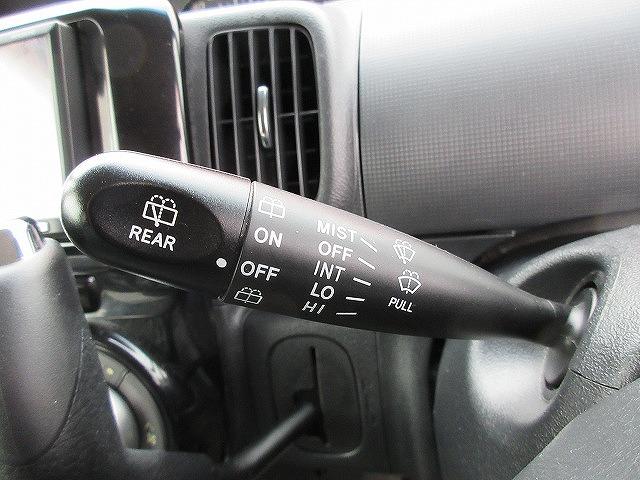 REAR
ON
OFF
MIST
OFF
INT
LO
HI
PULL